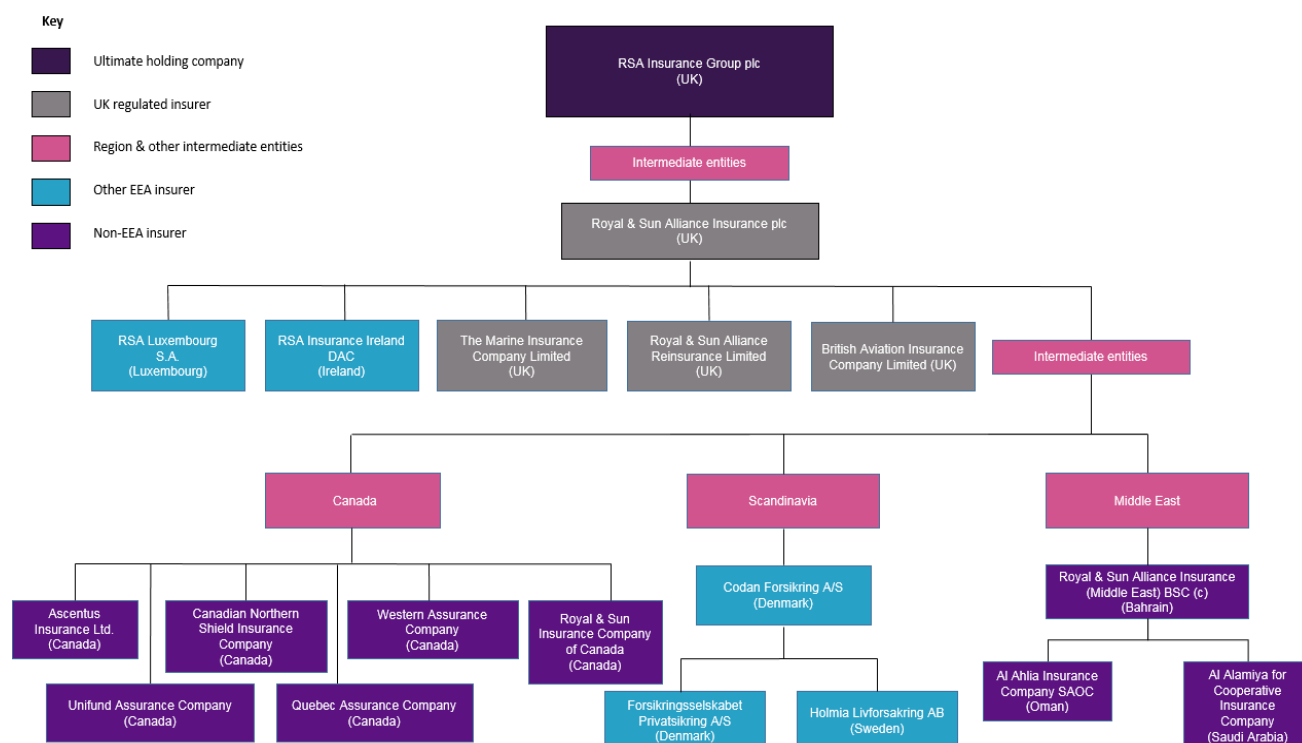 Key
Ultimate holding company
UK regulated insurer
Region & other intermediate entities
Other EEA insurer
Non-EEA insurer
RSA Insurance Group plc
(UK)
Intermediate entities
Royal & Sun Alliance Insurance plc
(UK)
RSA Luxembourg
S.A.
(Luxembourg)
RSA Insurance Ireland
DAC
(Ireland)
The Marine Insurance
Company Limited
(UK)
Royal & Sun Alliance
Reinsurance Limited
(UK)
British Aviation Insurance
Company Limited (UK)
Intermediate entities
Canada
Scandinavia
Middle East
Ascentus
Insurance Ltd.
(Canada)
Canadian Northern
Shield Insurance
Company
(Canada)
Western Assurance
Company
(Canada)
Royal & Sun
Insurance Company
of Canada
(Canada)
Unifund Assurance Company
(Canada)
Quebec Assurance Company
(Canada)
Codan Forsikring A/S
(Denmark)
Forsikringsselskabet
Privatsikring A/S
(Denmark)
Holmia Livforsakring AB
(Sweden)
Royal & Sun Alliance Insurance
(Middle East) BSC (c)
(Bahrain)
Al Ahlia Insurance
Company SAOC
(Oman)
Al Alamiya for
Cooperative
Insurance
Company
(Saudi Arabia)